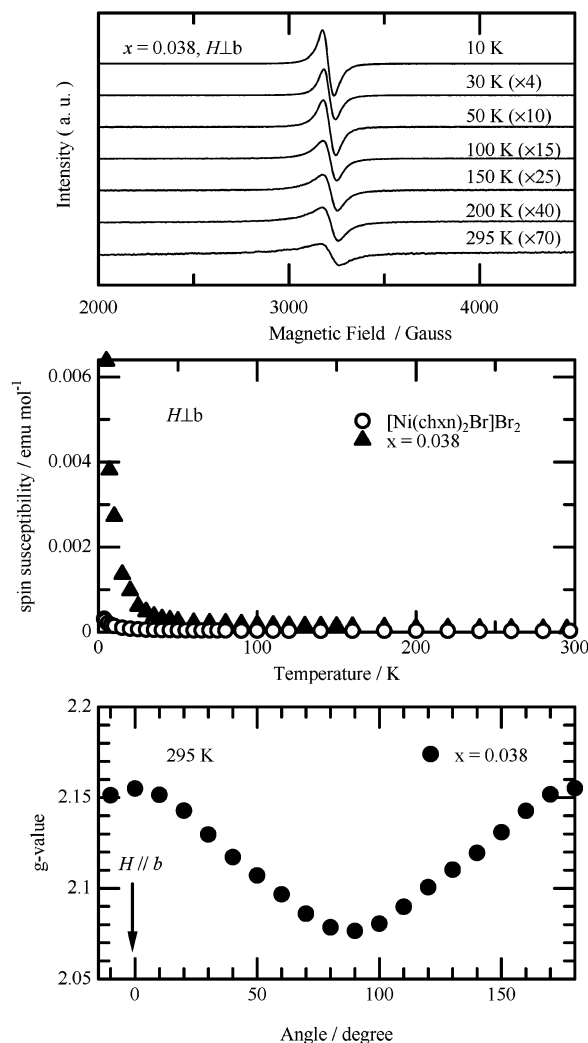 x = 0.038, H⊥b
10 K
30 K (×4)
50 K (×10)
100 K (×15)
150 K (×25)
200 K (×40)
295 K (×70)
Intensity ( a. u. )
2000 3000 4000
Magnetic Field / Gauss
H⊥b
[Ni(chxn)₂Br]Br₂
x = 0.038
spin susceptibility / emu mol⁻¹
0.006
0.004
0.002
0
0 100 200 300
Temperature / K
295 K
x = 0.038
H // b
g-value
2.2
2.15
2.1
2.05
0 50 100 150
Angle / degree